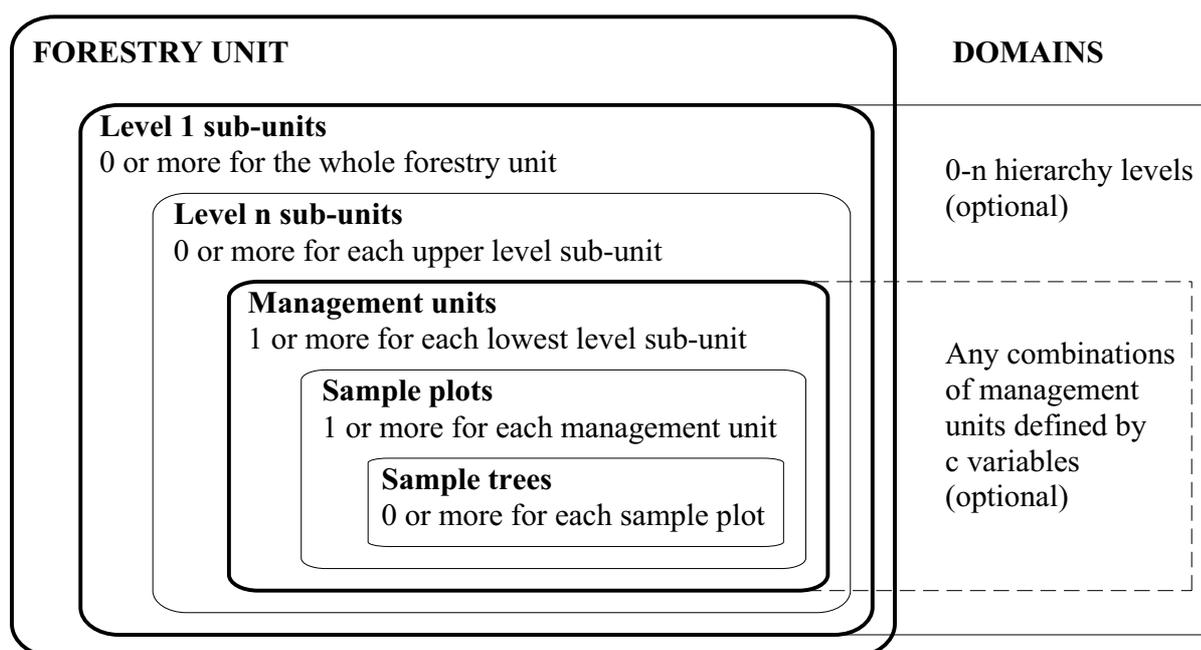 FORESTRY UNIT
DOMAINS
Level 1 sub-units
0 or more for the whole forestry unit
0-n hierarchy levels
(optional)
Level n sub-units
0 or more for each upper level sub-unit
Management units
1 or more for each lowest level sub-unit
Any combinations
of management
units defined by
c variables
(optional)
Sample plots
1 or more for each management unit
Sample trees
0 or more for each sample plot